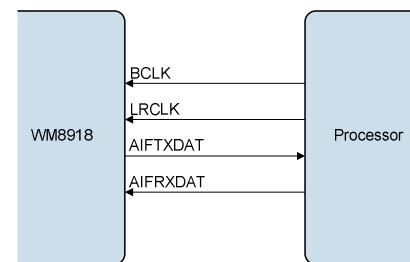 BCLK
LRCLK
WM8918
Processor
AIFTXDAT
AIFRXDAT